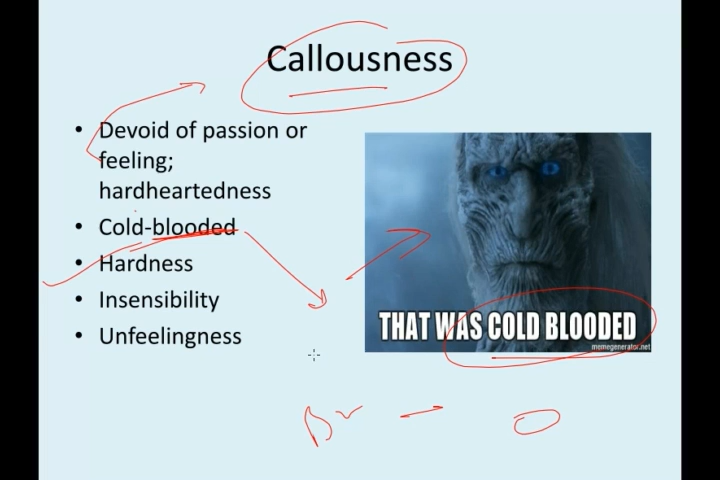 Callousness
• Devoid of passion or
feeling;
hardheartedness
• Cold-blooded
• Hardness
• Insensibility
• Unfeelingness
THAT WAS COLD BLOODED
memegenerator.net